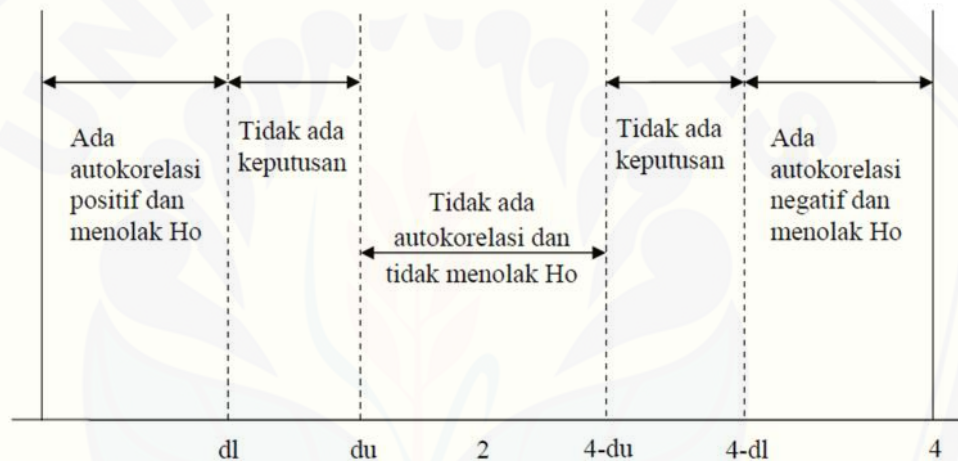 Ada
autokorelasi
positif dan
menolak Ho
Tidak ada
keputusan
Tidak ada
autokorelasi dan
tidak menolak Ho
Tidak ada
keputusan
Ada
autokorelasi
negatif dan
menolak Ho
dl du 2 4-du 4-dl 4